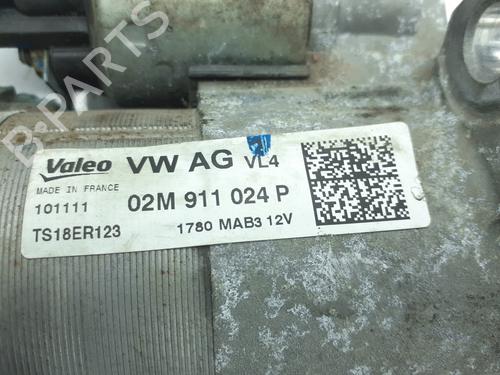 Valeo VW AG VL4
MADE IN FRANCE
101111 02M 911 024 P
TS18ER123 1780 MAB3 12V
B-PARTS